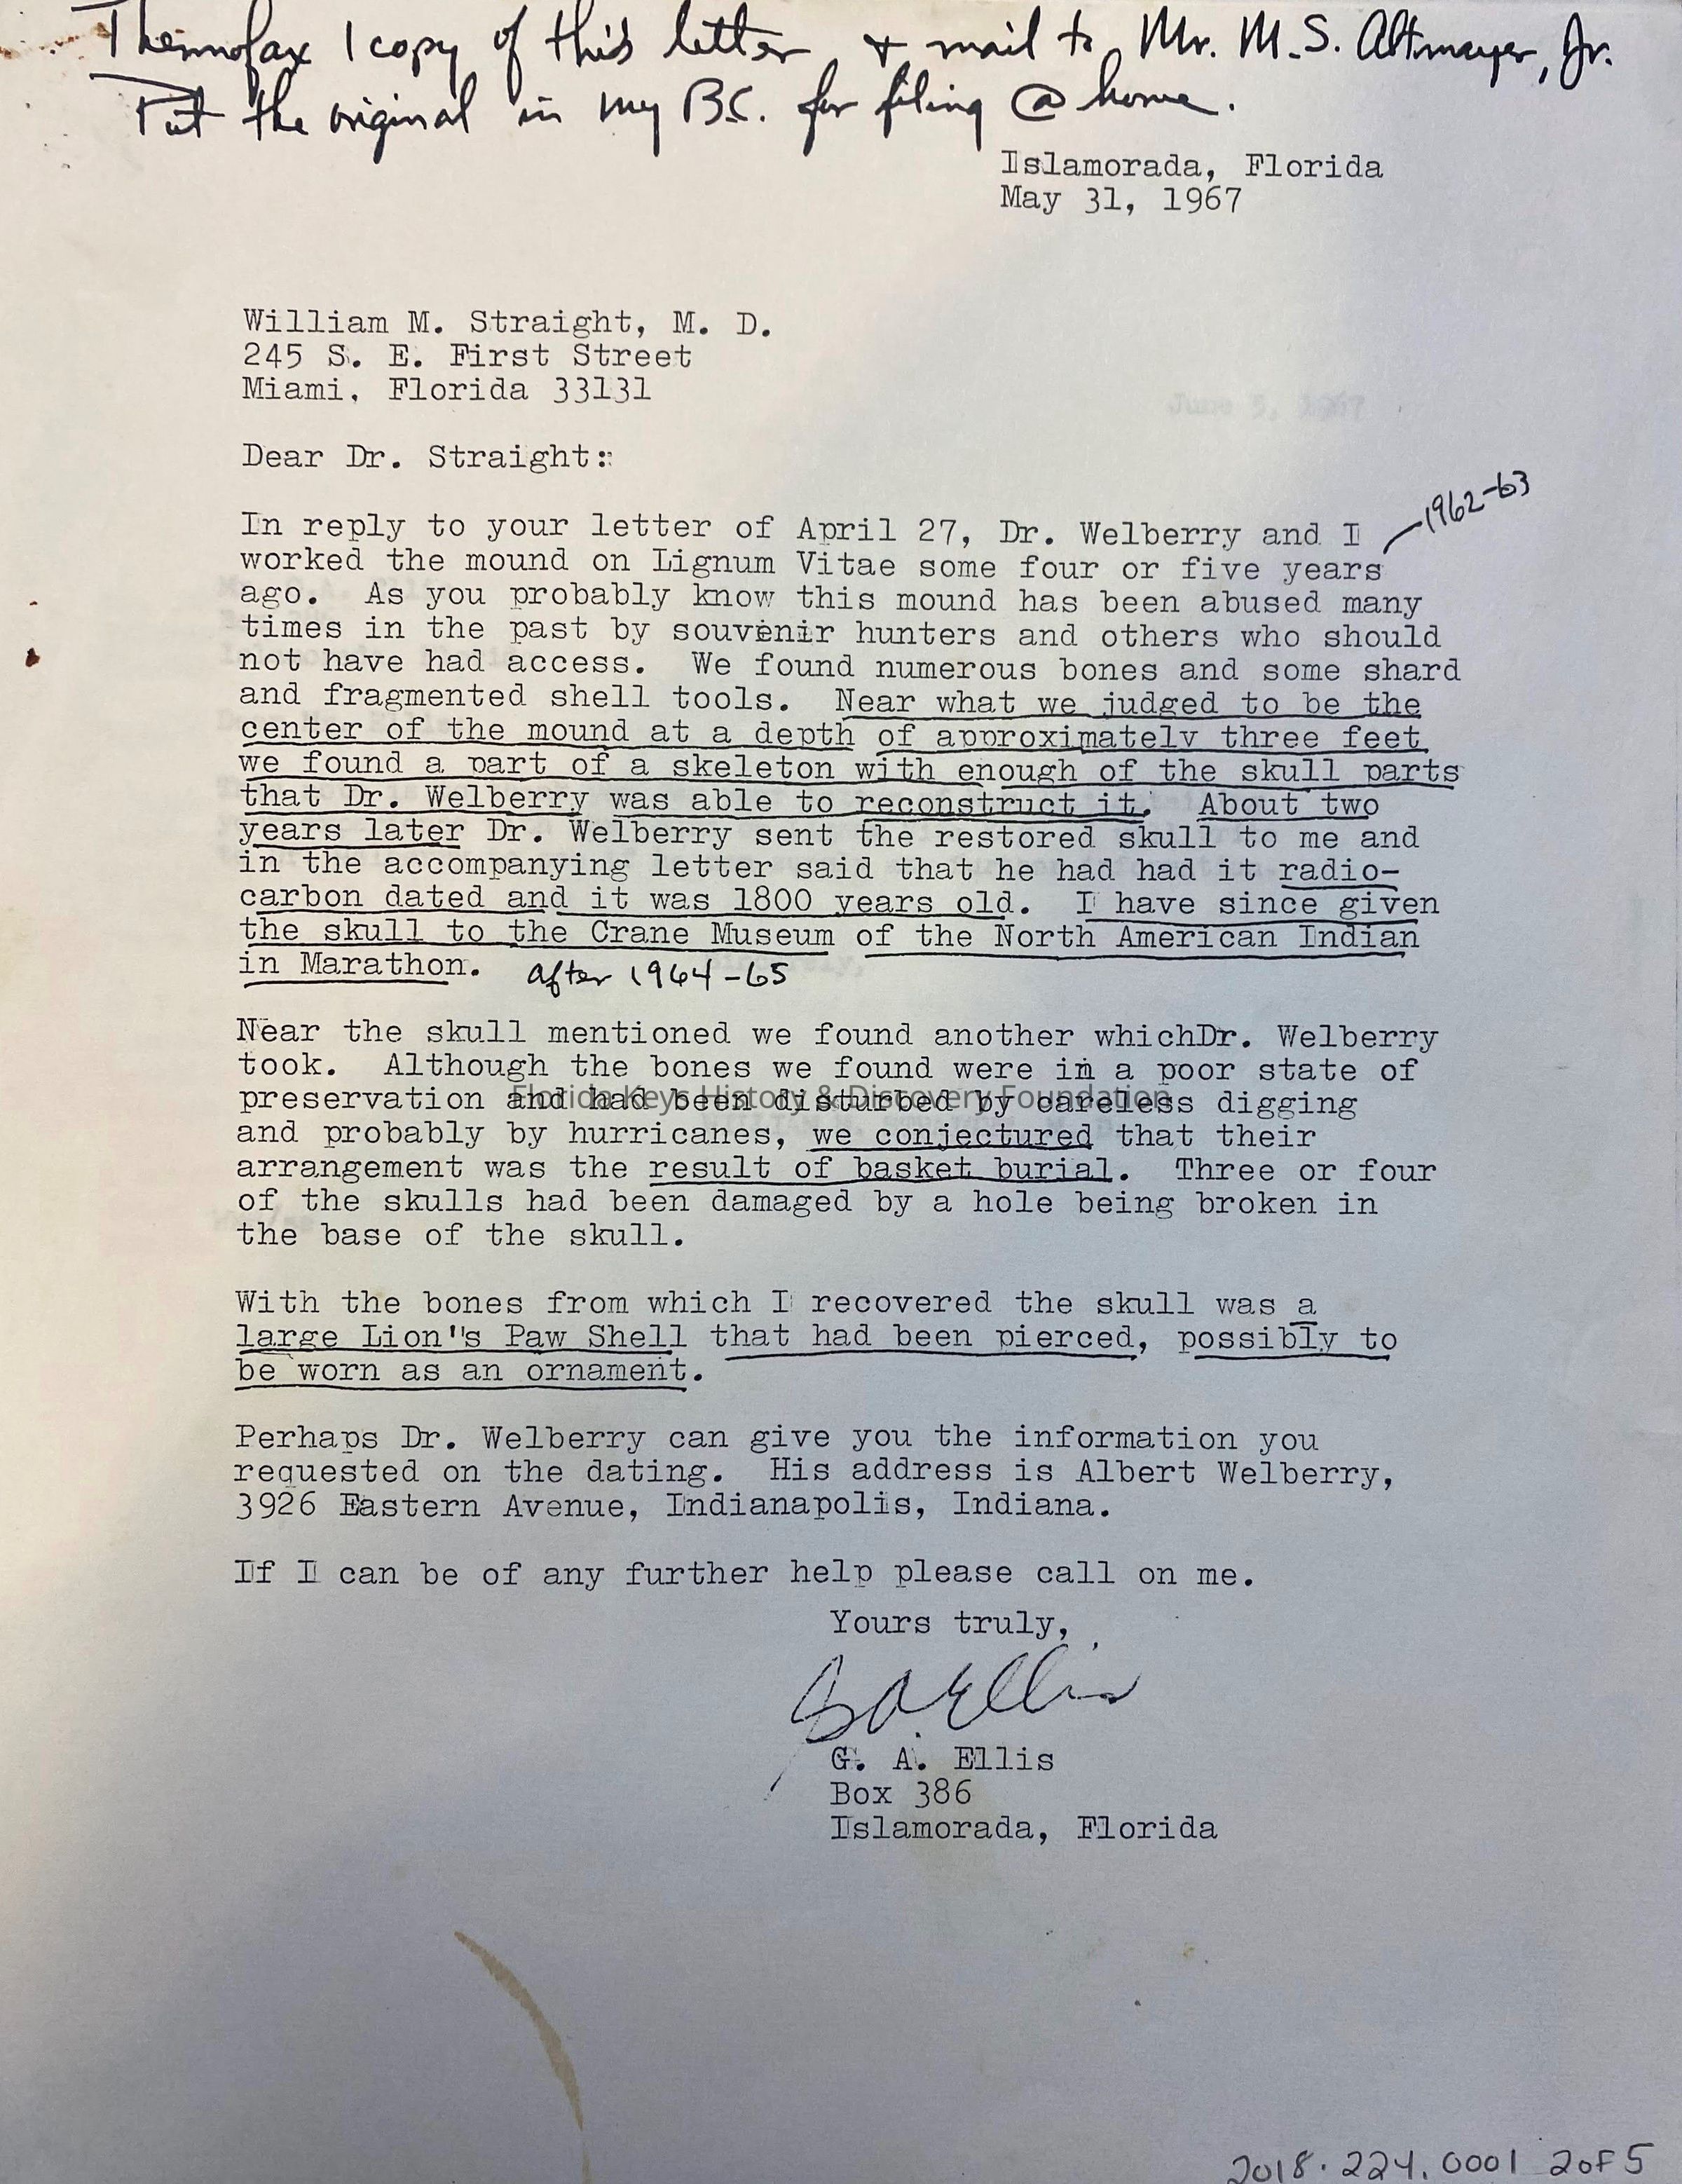 Thermofax 1 copy of this letter & mail to Mr. M.S. Altmayer, Jr.
Put the original in my B.C. for filing @ home.
Islamorada, Florida
May 31, 1967
William M. Straight, M. D.
245 S. E. First Street
Miami, Florida 33131
June 5, 1967
Dear Dr. Straight::
1962-63
In reply to your letter of April 27, Dr. Welberry and I
worked the mound on Lignum Vitae some four or five years
ago.  As you probably know this mound has been abused many
times in the past by souvenir hunters and others who should
not have had access.  We found numerous bones and some shard
and fragmented shell tools.  Near what we judged to be the
center of the mound at a depth of approximately three feet
we found a part of a skeleton with enough of the skull parts
that Dr. Welberry was able to reconstruct it.  About two
years later Dr. Welberry sent the restored skull to me and
in the accompanying letter said that he had had it radio-
carbon dated and it was 1800 years old.  I have since given
the skull to the Crane Museum of the North American Indian
in Marathon. after 1964-65
Near the skull mentioned we found another whichDr. Welberry
took.  Although the bones we found were in a poor state of
preservation and had been disturbed by careless digging
Florida Keys History & Discovery Foundation
and probably by hurricanes, we conjectured that their
arrangement was the result of basket burial.  Three or four
of the skulls had been damaged by a hole being broken in
the base of the skull.
With the bones from which I recovered the skull was a
large Lion"s Paw Shell that had been pierced, possibly to
be worn as an ornament.
Perhaps Dr. Welberry can give you the information you
requested on the dating.  His address is Albert Welberry,
3926 Eastern Avenue, Indianapolis, Indiana.
If I can be of any further help please call on me.
Yours truly,
G A Ellis
G. A. Ellis
Box 386
Islamorada, Florida
2018.224.0001 2 of 5